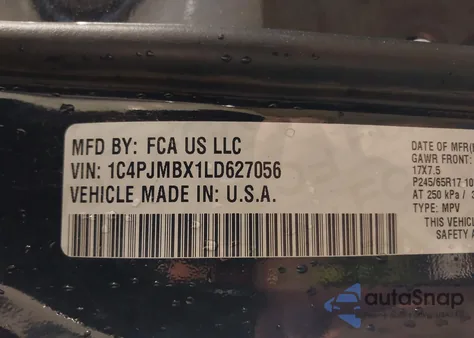 MFD BY: FCA US LLC
VIN: 1C4PJMBX1LD627056
VEHICLE MADE IN: U.S.A.
DATE OF MFR(
GAWR FRONT:
17X7.5
P245/65R17 10
AT 250 kPa /
TYPE: MPV
THIS VEHIC
SAFETY
autoSnap